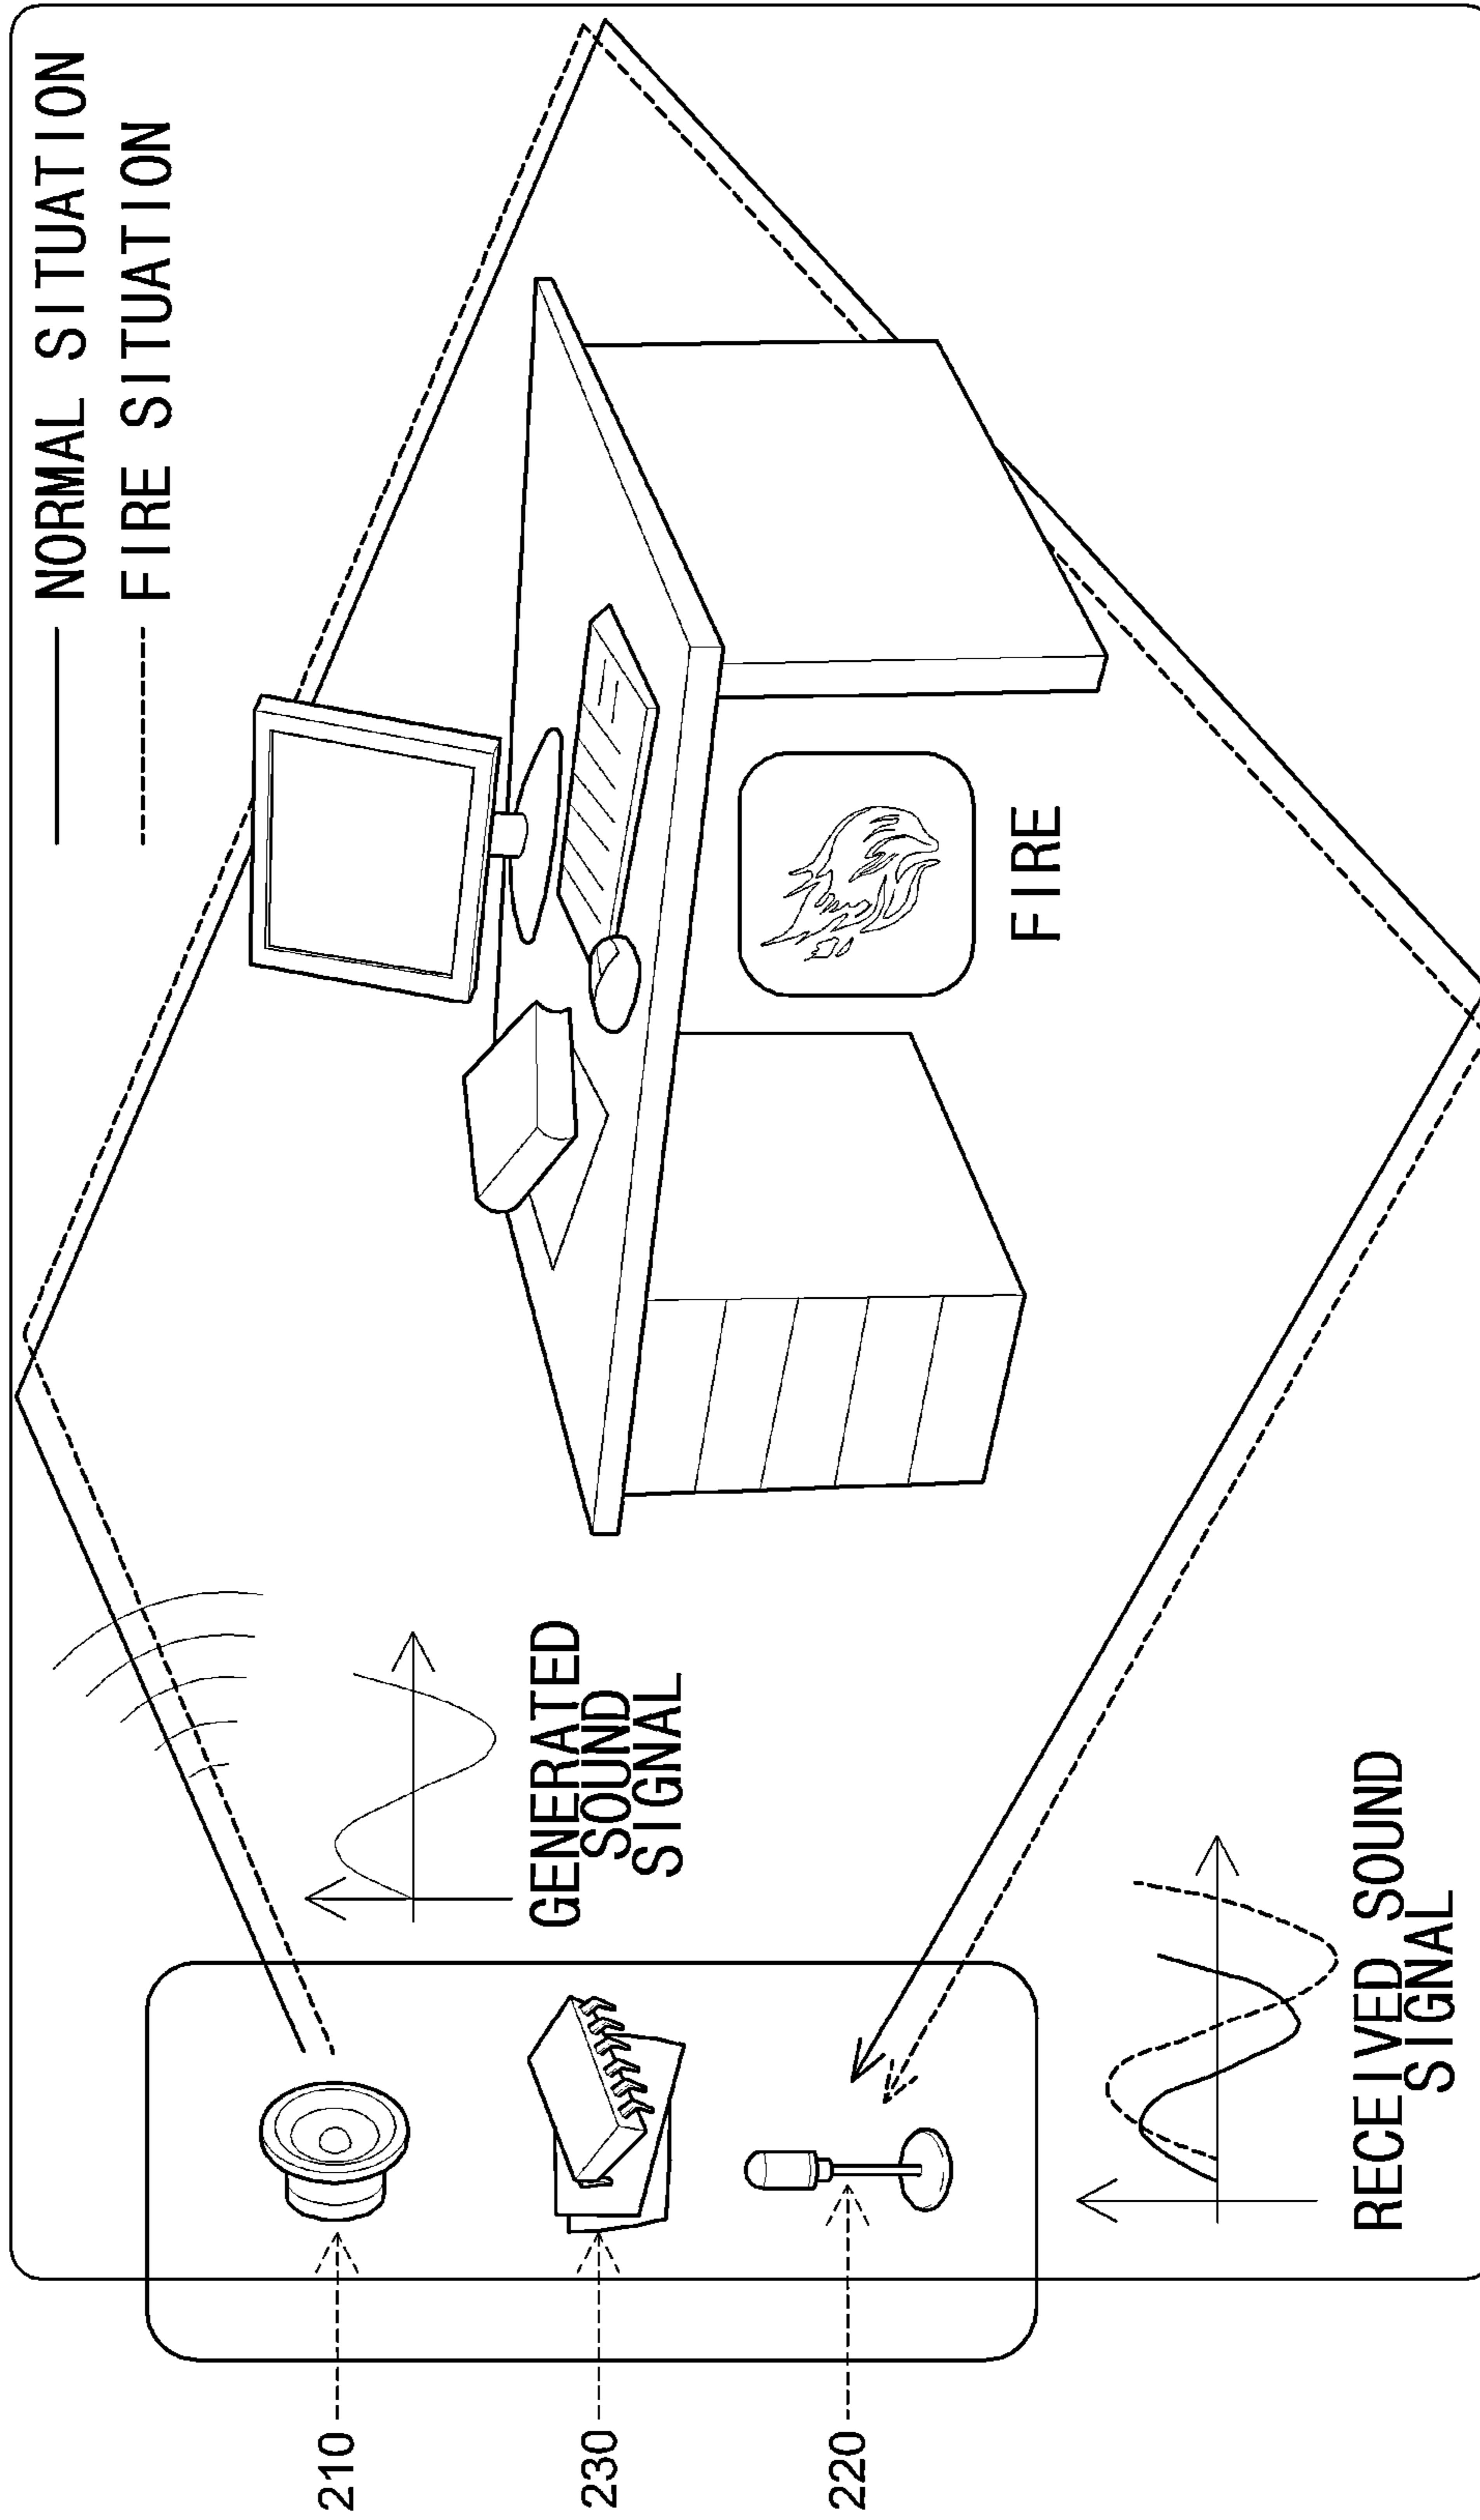 NORMAL SITUATION
FIRE SITUATION
210
GENERATED
SOUND
SIGNAL
230
FIRE
220
RECEIVED SOUND
SIGNAL